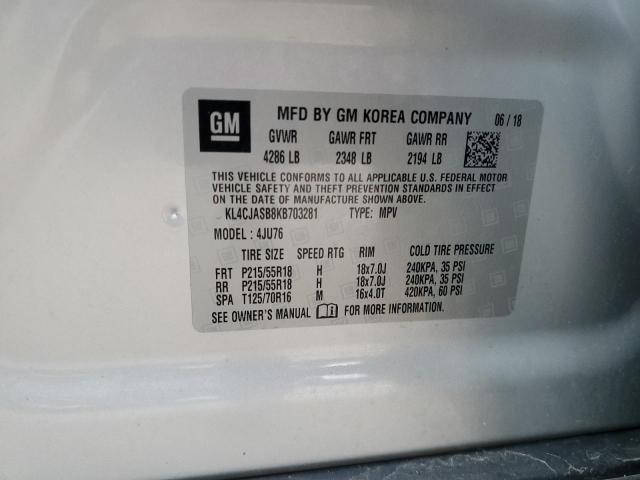 GM
MFD BY GM KOREA COMPANY 06 / 18
GVWR GAWR FRT GAWR RR
4286 LB 2348 LB 2194 LB
THIS VEHICLE CONFORMS TO ALL APPLICABLE U.S. FEDERAL MOTOR
VEHICLE SAFETY AND THEFT PREVENTION STANDARDS IN EFFECT
ON THE DATE OF MANUFACTURE SHOWN ABOVE.
KL4CJASB8KB703281 TYPE: MPV
MODEL : 4JU76
TIRE SIZE SPEED RTG RIM COLD TIRE PRESSURE
FRT P215/55R18 H 18x7.0J 240KPA, 35 PSI
RR P215/55R18 H 18x7.0J 240KPA, 35 PSI
SPA T125/70R16 M 16x4.0T 420KPA, 60 PSI
SEE OWNER'S MANUAL FOR MORE INFORMATION.